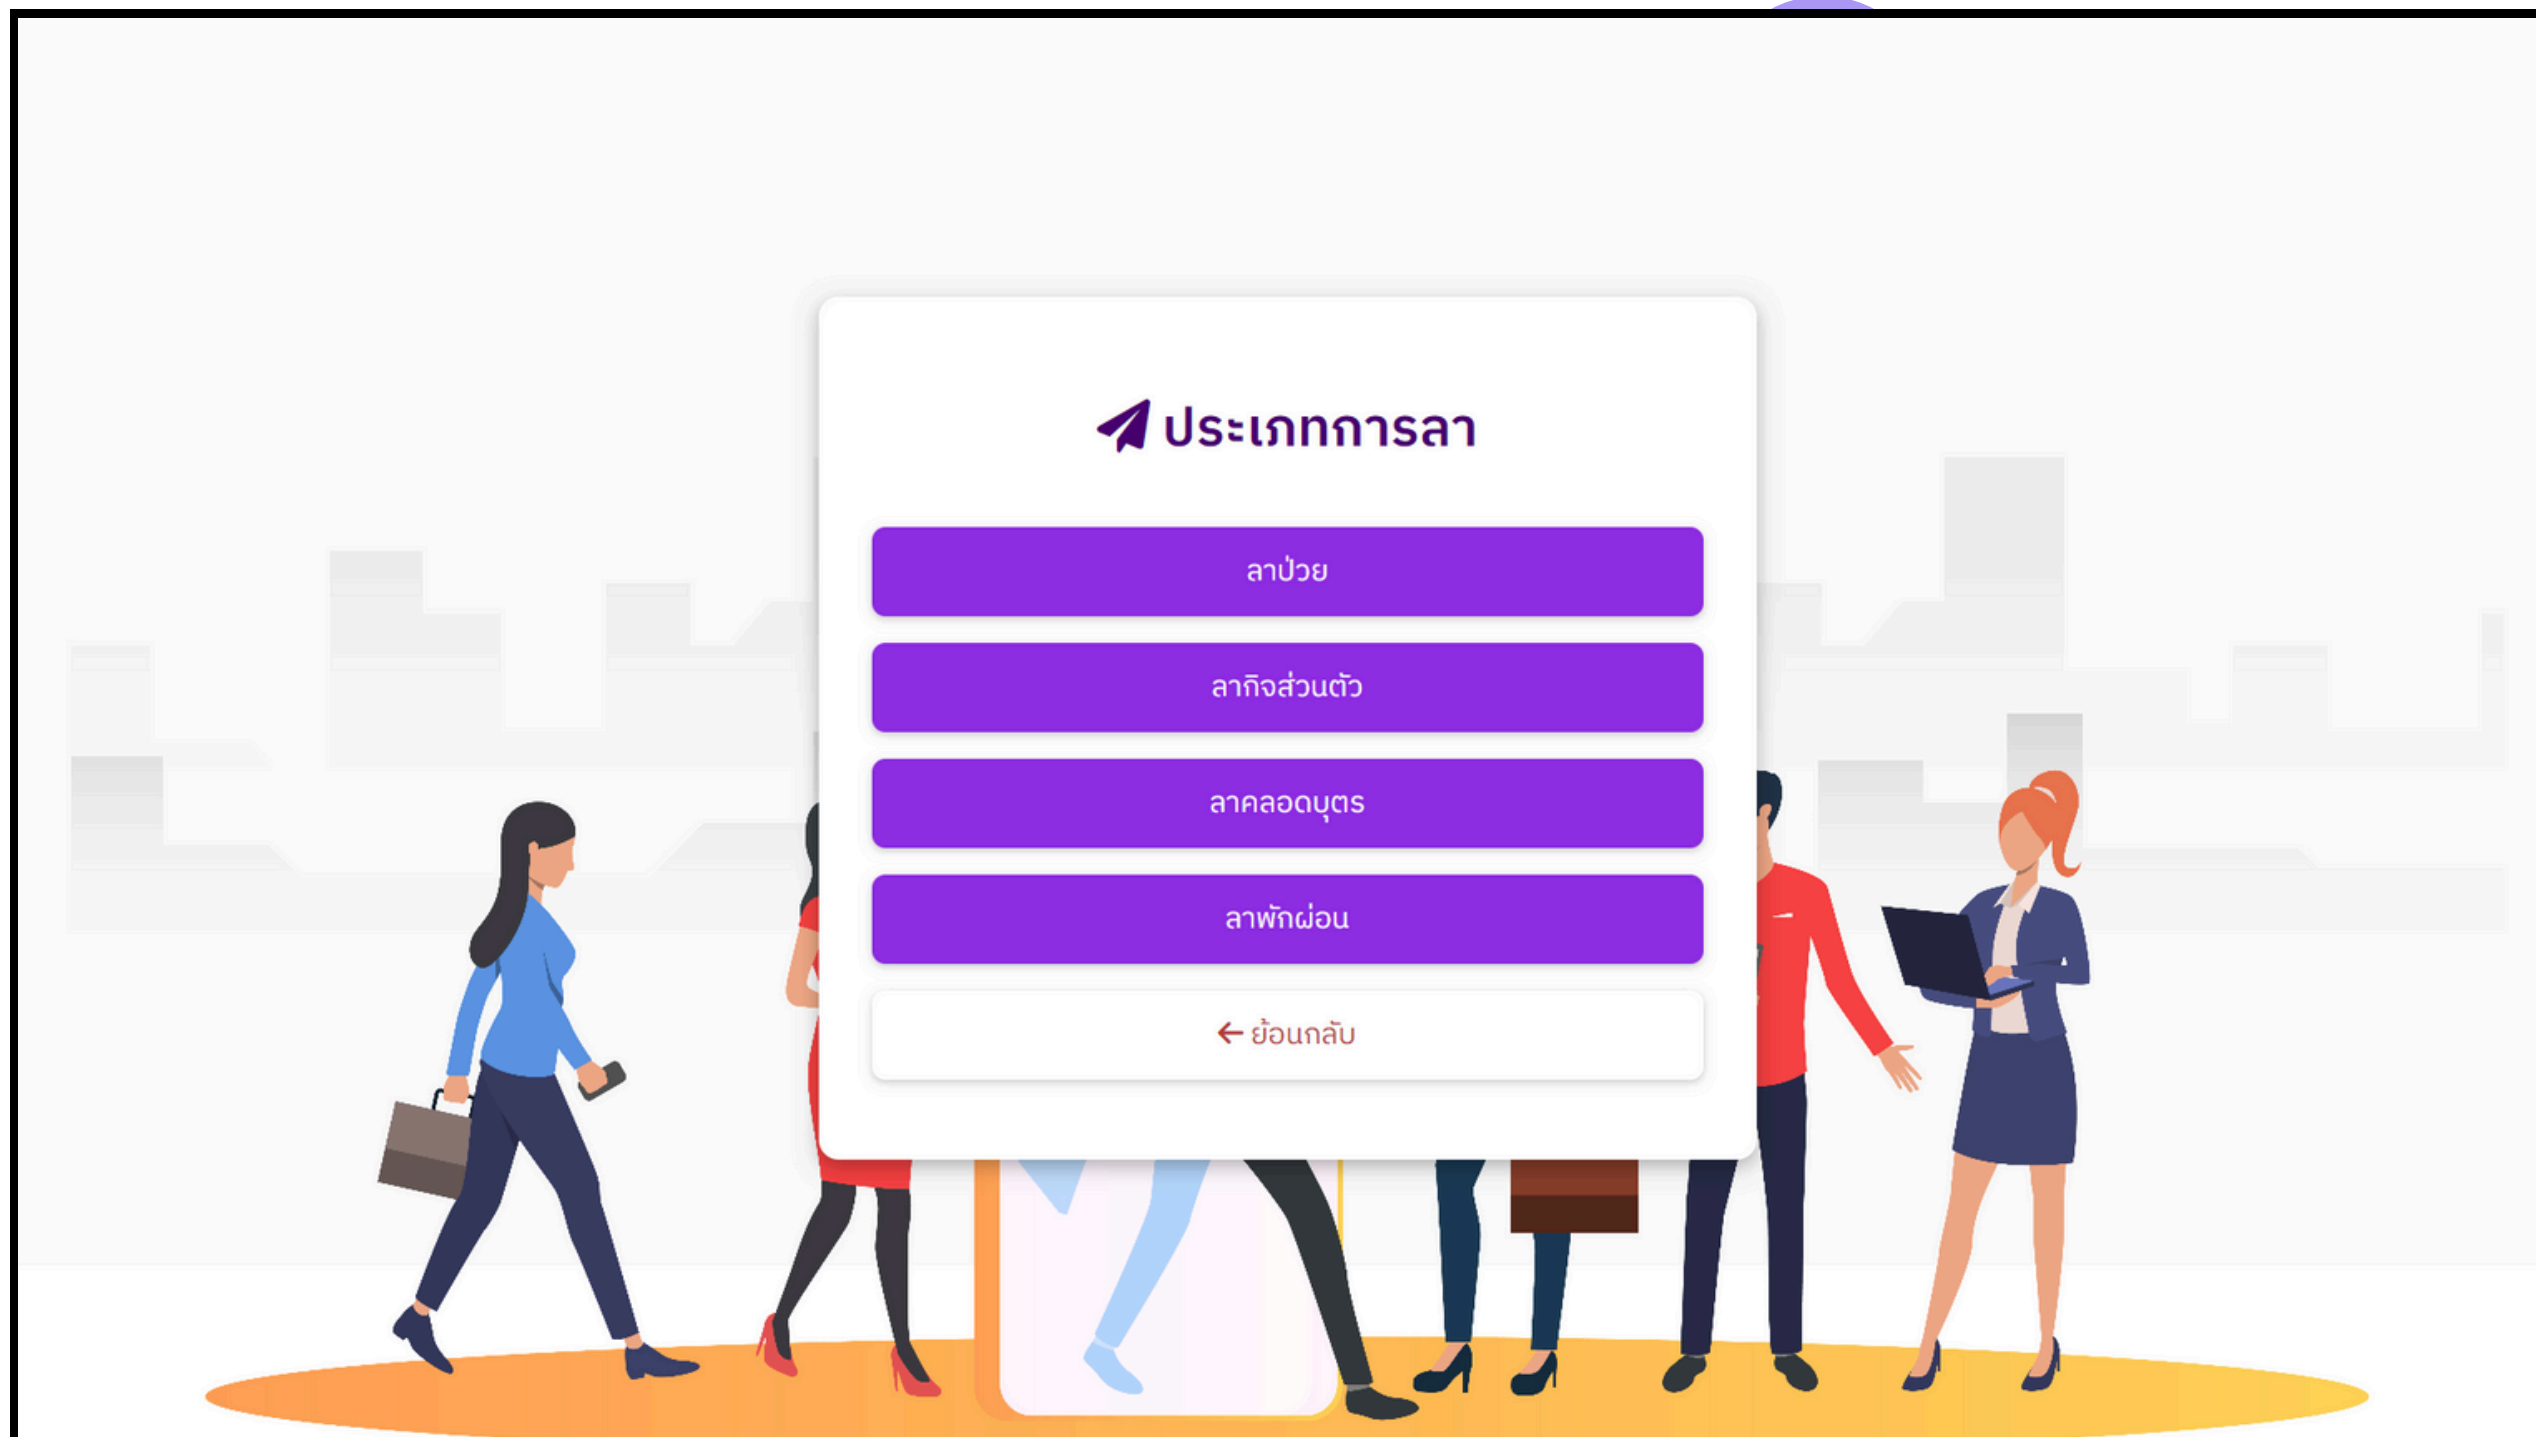 ประเภทการลา
ลาป่วย
ลากิจส่วนตัว
ลาคลอดบุตร
ลาพักผ่อน
← ย้อนกลับ